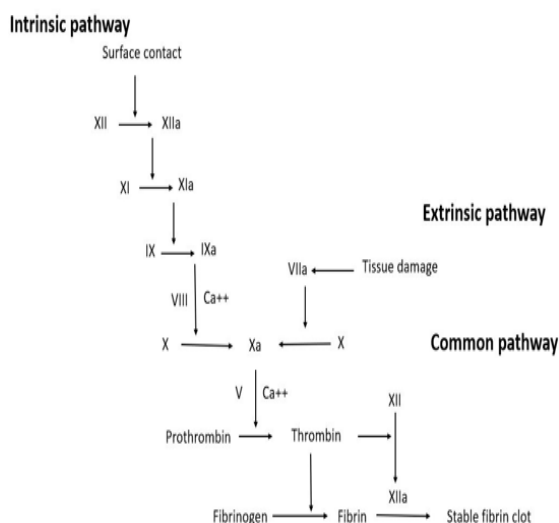 Intrinsic pathway
Surface contact
XII XIIa
XI XIa
Extrinsic pathway
IX IXa
VIIa Tissue damage
VIII Ca++
X Xa X Common pathway
V Ca++ XII
Prothrombin Thrombin
XIIa
Fibrinogen Fibrin Stable fibrin clot